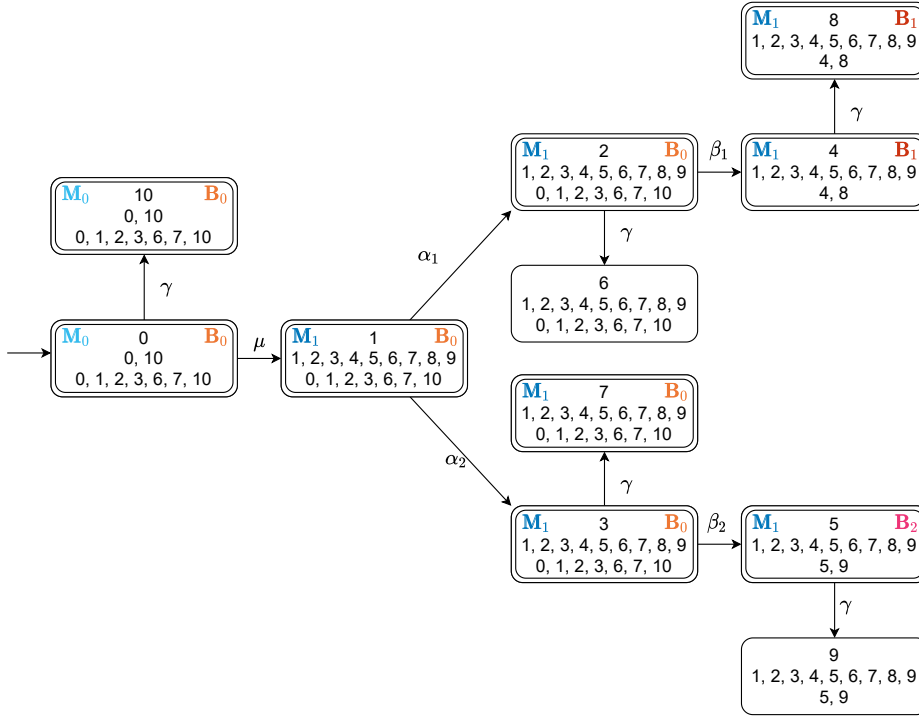 M₁ 8 B₁
1, 2, 3, 4, 5, 6, 7, 8, 9
4, 8
γ
M₁ 2 B₀
1, 2, 3, 4, 5, 6, 7, 8, 9
0, 1, 2, 3, 6, 7, 10
β₁
M₁ 4 B₁
1, 2, 3, 4, 5, 6, 7, 8, 9
4, 8
M₀ 10 B₀
0, 10
0, 1, 2, 3, 6, 7, 10
γ
α₁
γ
6
1, 2, 3, 4, 5, 6, 7, 8, 9
0, 1, 2, 3, 6, 7, 10
M₀ 0 B₀
0, 10
0, 1, 2, 3, 6, 7, 10
μ
M₁ 1 B₀
1, 2, 3, 4, 5, 6, 7, 8, 9
0, 1, 2, 3, 6, 7, 10
M₁ 7 B₀
1, 2, 3, 4, 5, 6, 7, 8, 9
0, 1, 2, 3, 6, 7, 10
α₂
γ
M₁ 3 B₀
1, 2, 3, 4, 5, 6, 7, 8, 9
0, 1, 2, 3, 6, 7, 10
β₂
M₁ 5 B₂
1, 2, 3, 4, 5, 6, 7, 8, 9
5, 9
γ
9
1, 2, 3, 4, 5, 6, 7, 8, 9
5, 9